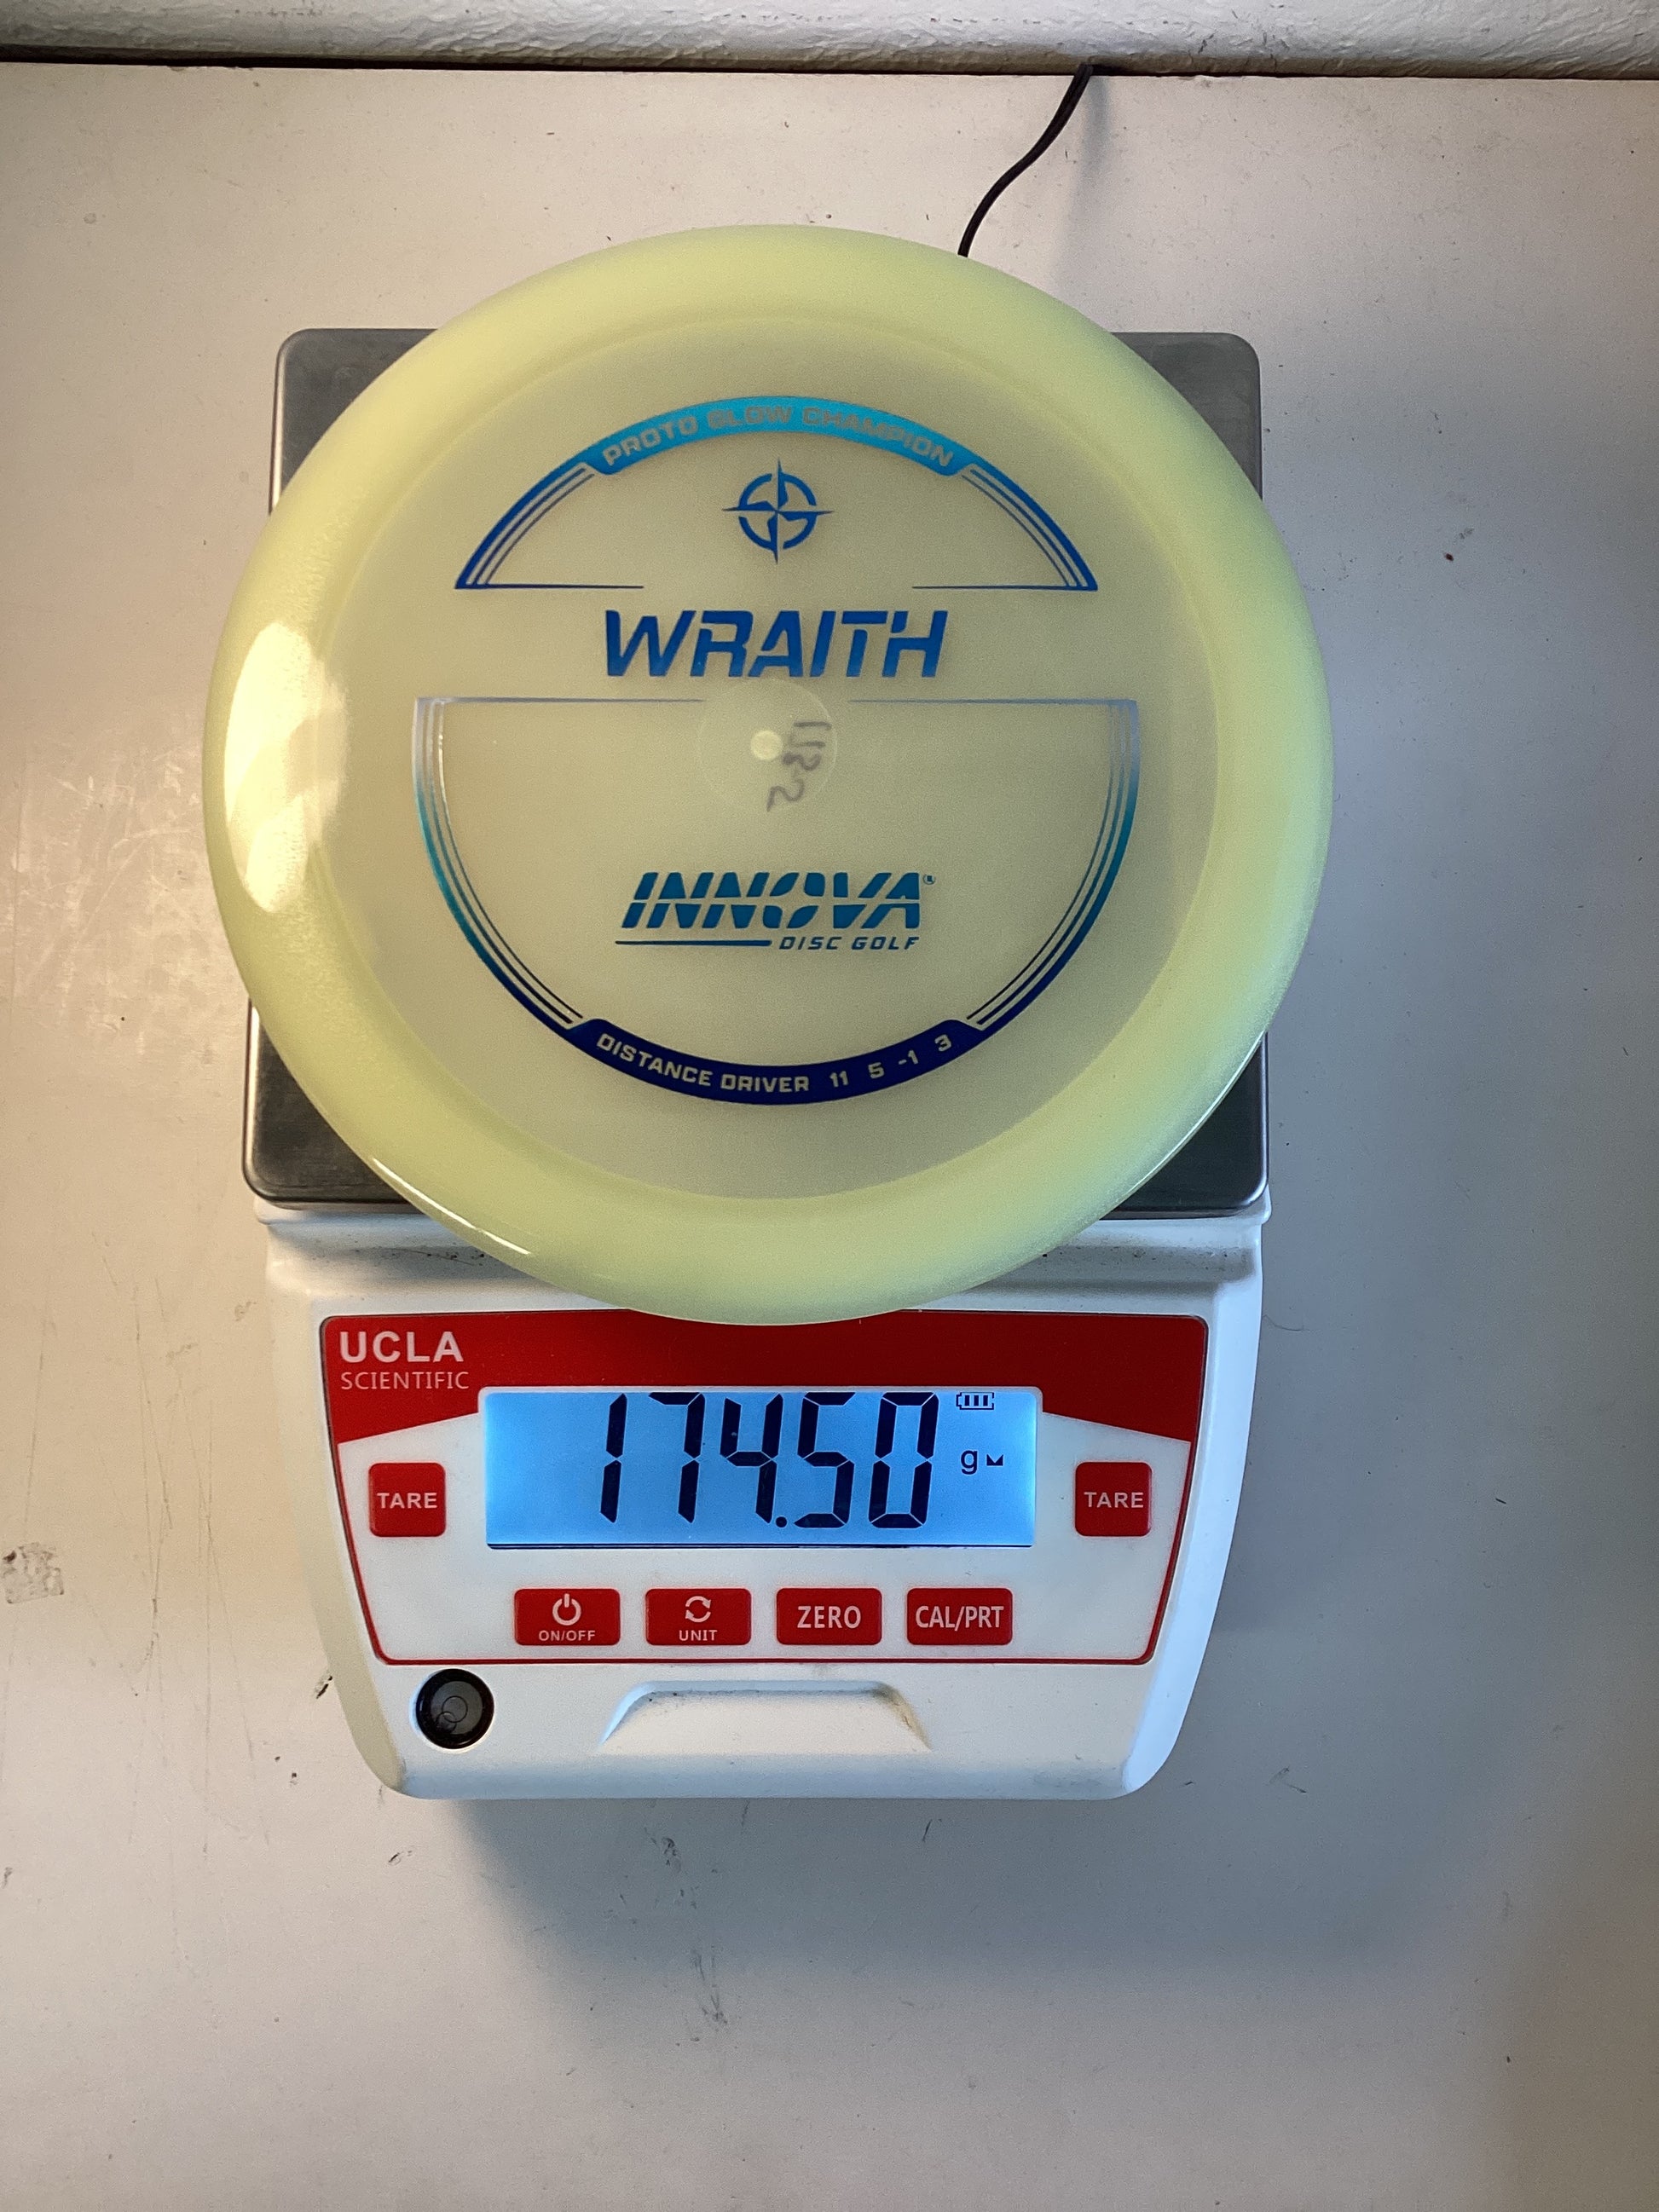 PROTO GLOW CHAMPION
WRAITH
INNOVA®
DISC GOLF
DISTANCE DRIVER 11 5 -1 3
UCLA
SCIENTIFIC
174.50 g
TARE
TARE
ON/OFF
UNIT
ZERO
CAL/PRT